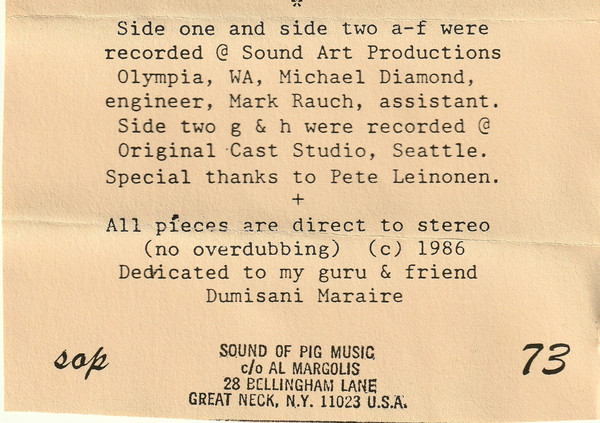 *
Side one and side two a-f were
recorded @ Sound Art Productions
Olympia, WA, Michael Diamond,
engineer, Mark Rauch, assistant.
Side two g & h were recorded @
Original Cast Studio, Seattle.
Special thanks to Pete Leinonen.
+
All pieces are direct to stereo
(no overdubbing) (c) 1986
Dedicated to my guru & friend
Dumisani Maraire
sop
SOUND OF PIG MUSIC
c/o AL MARGOLIS
28 BELLINGHAM LANE
GREAT NECK, N.Y. 11023 U.S.A.
73